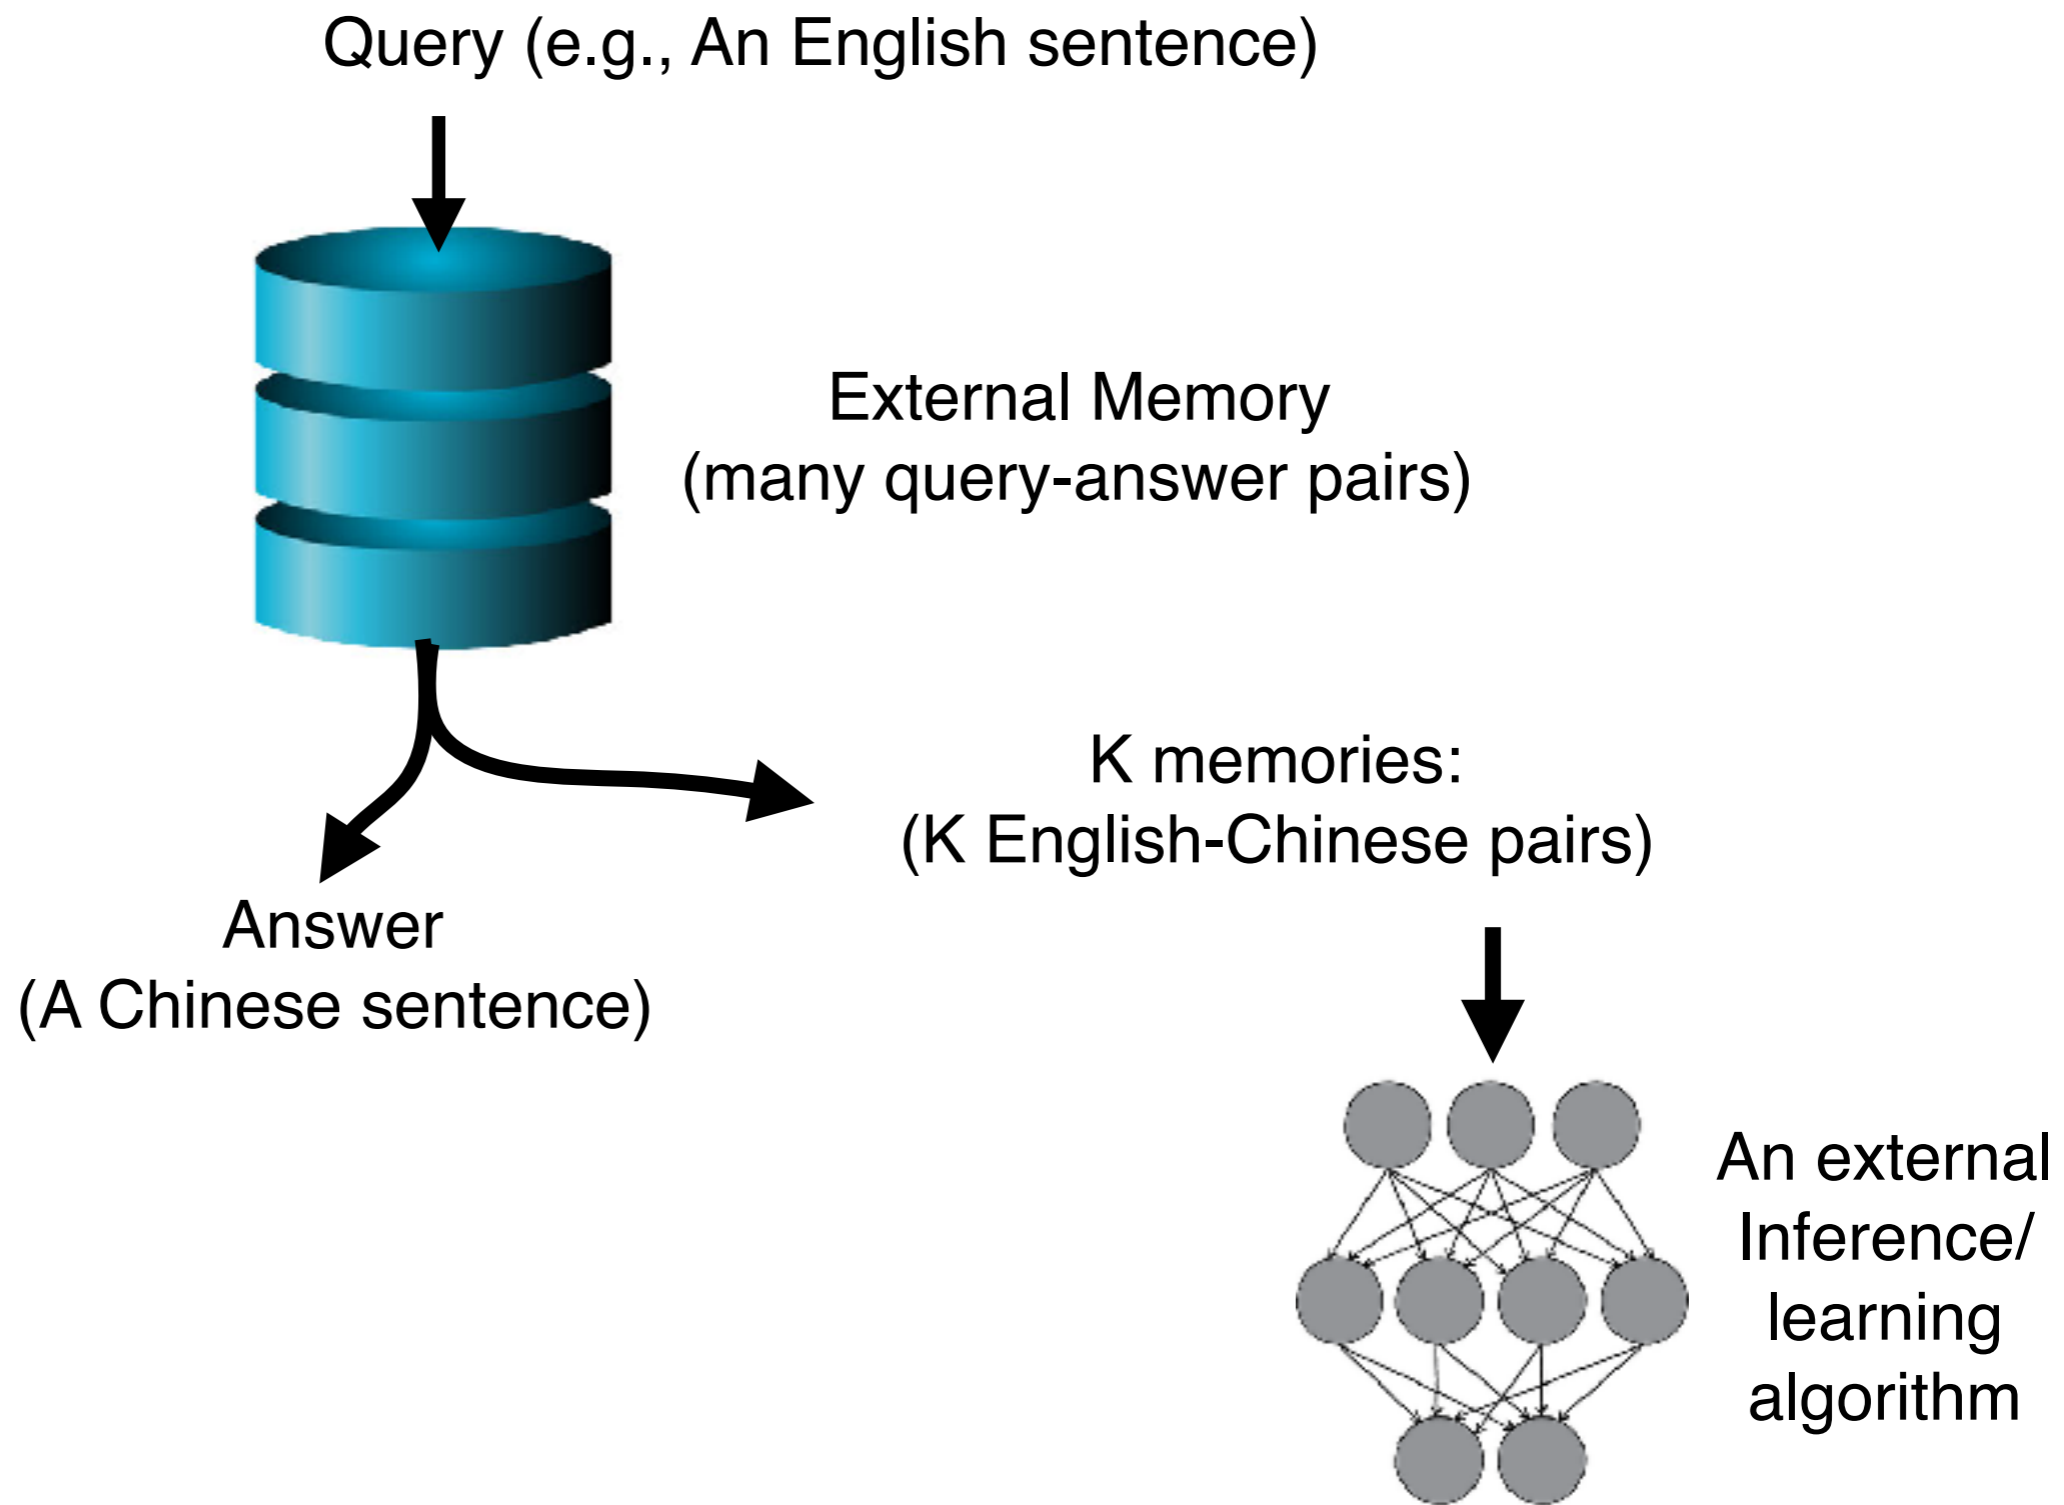 Query (e.g., An English sentence)
External Memory
(many query-answer pairs)
K memories:
(K English-Chinese pairs)
Answer
(A Chinese sentence)
An external
Inference/
learning
algorithm